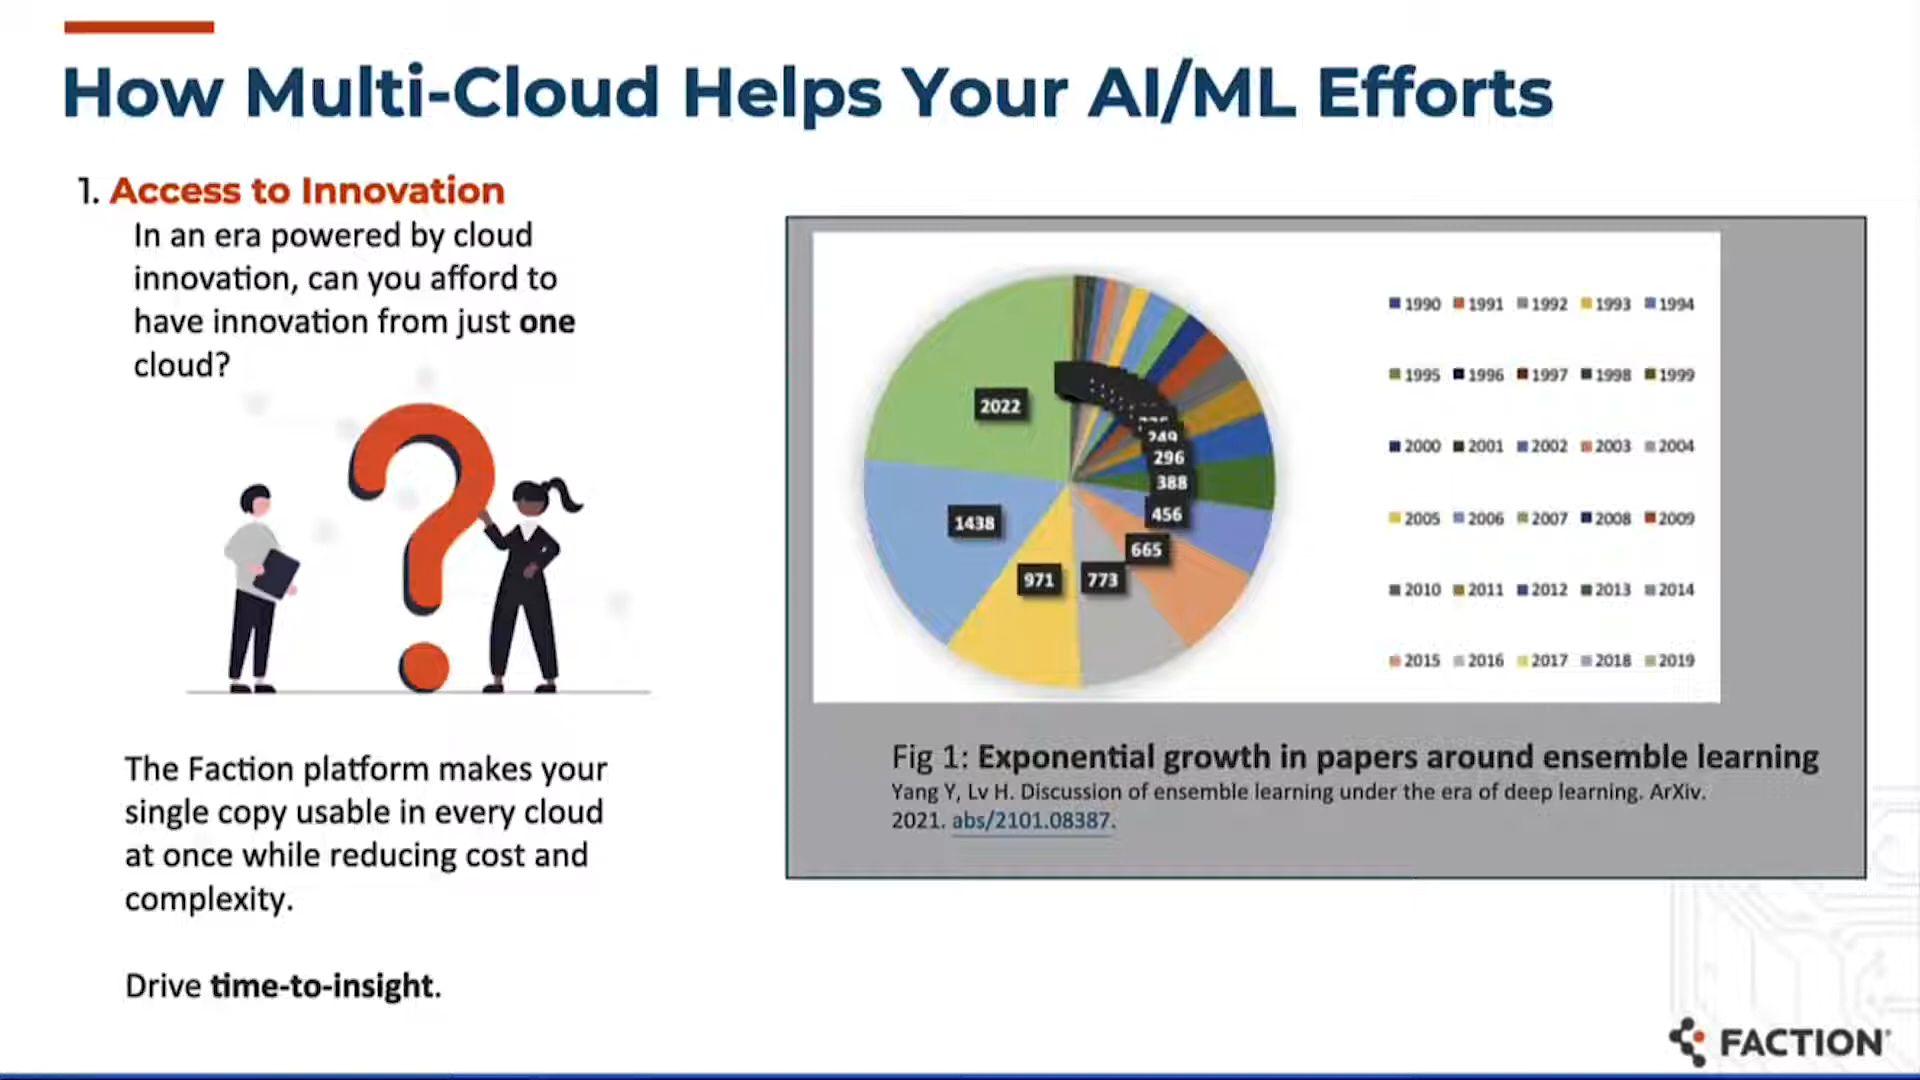 How Multi-Cloud Helps Your AI/ML Efforts
1. Access to Innovation
In an era powered by cloud
innovation, can you afford to
have innovation from just one
cloud?
The Faction platform makes your
single copy usable in every cloud
at once while reducing cost and
complexity.
Drive time-to-insight.
2022
1438
971
773
665
456
388
296
249
1990 1991 1992 1993 1994
1995 1996 1997 1998 1999
2000 2001 2002 2003 2004
2005 2006 2007 2008 2009
2010 2011 2012 2013 2014
2015 2016 2017 2018 2019
Fig 1: Exponential growth in papers around ensemble learning
Yang Y, Lv H. Discussion of ensemble learning under the era of deep learning. ArXiv.
2021. abs/2101.08387.
FACTION